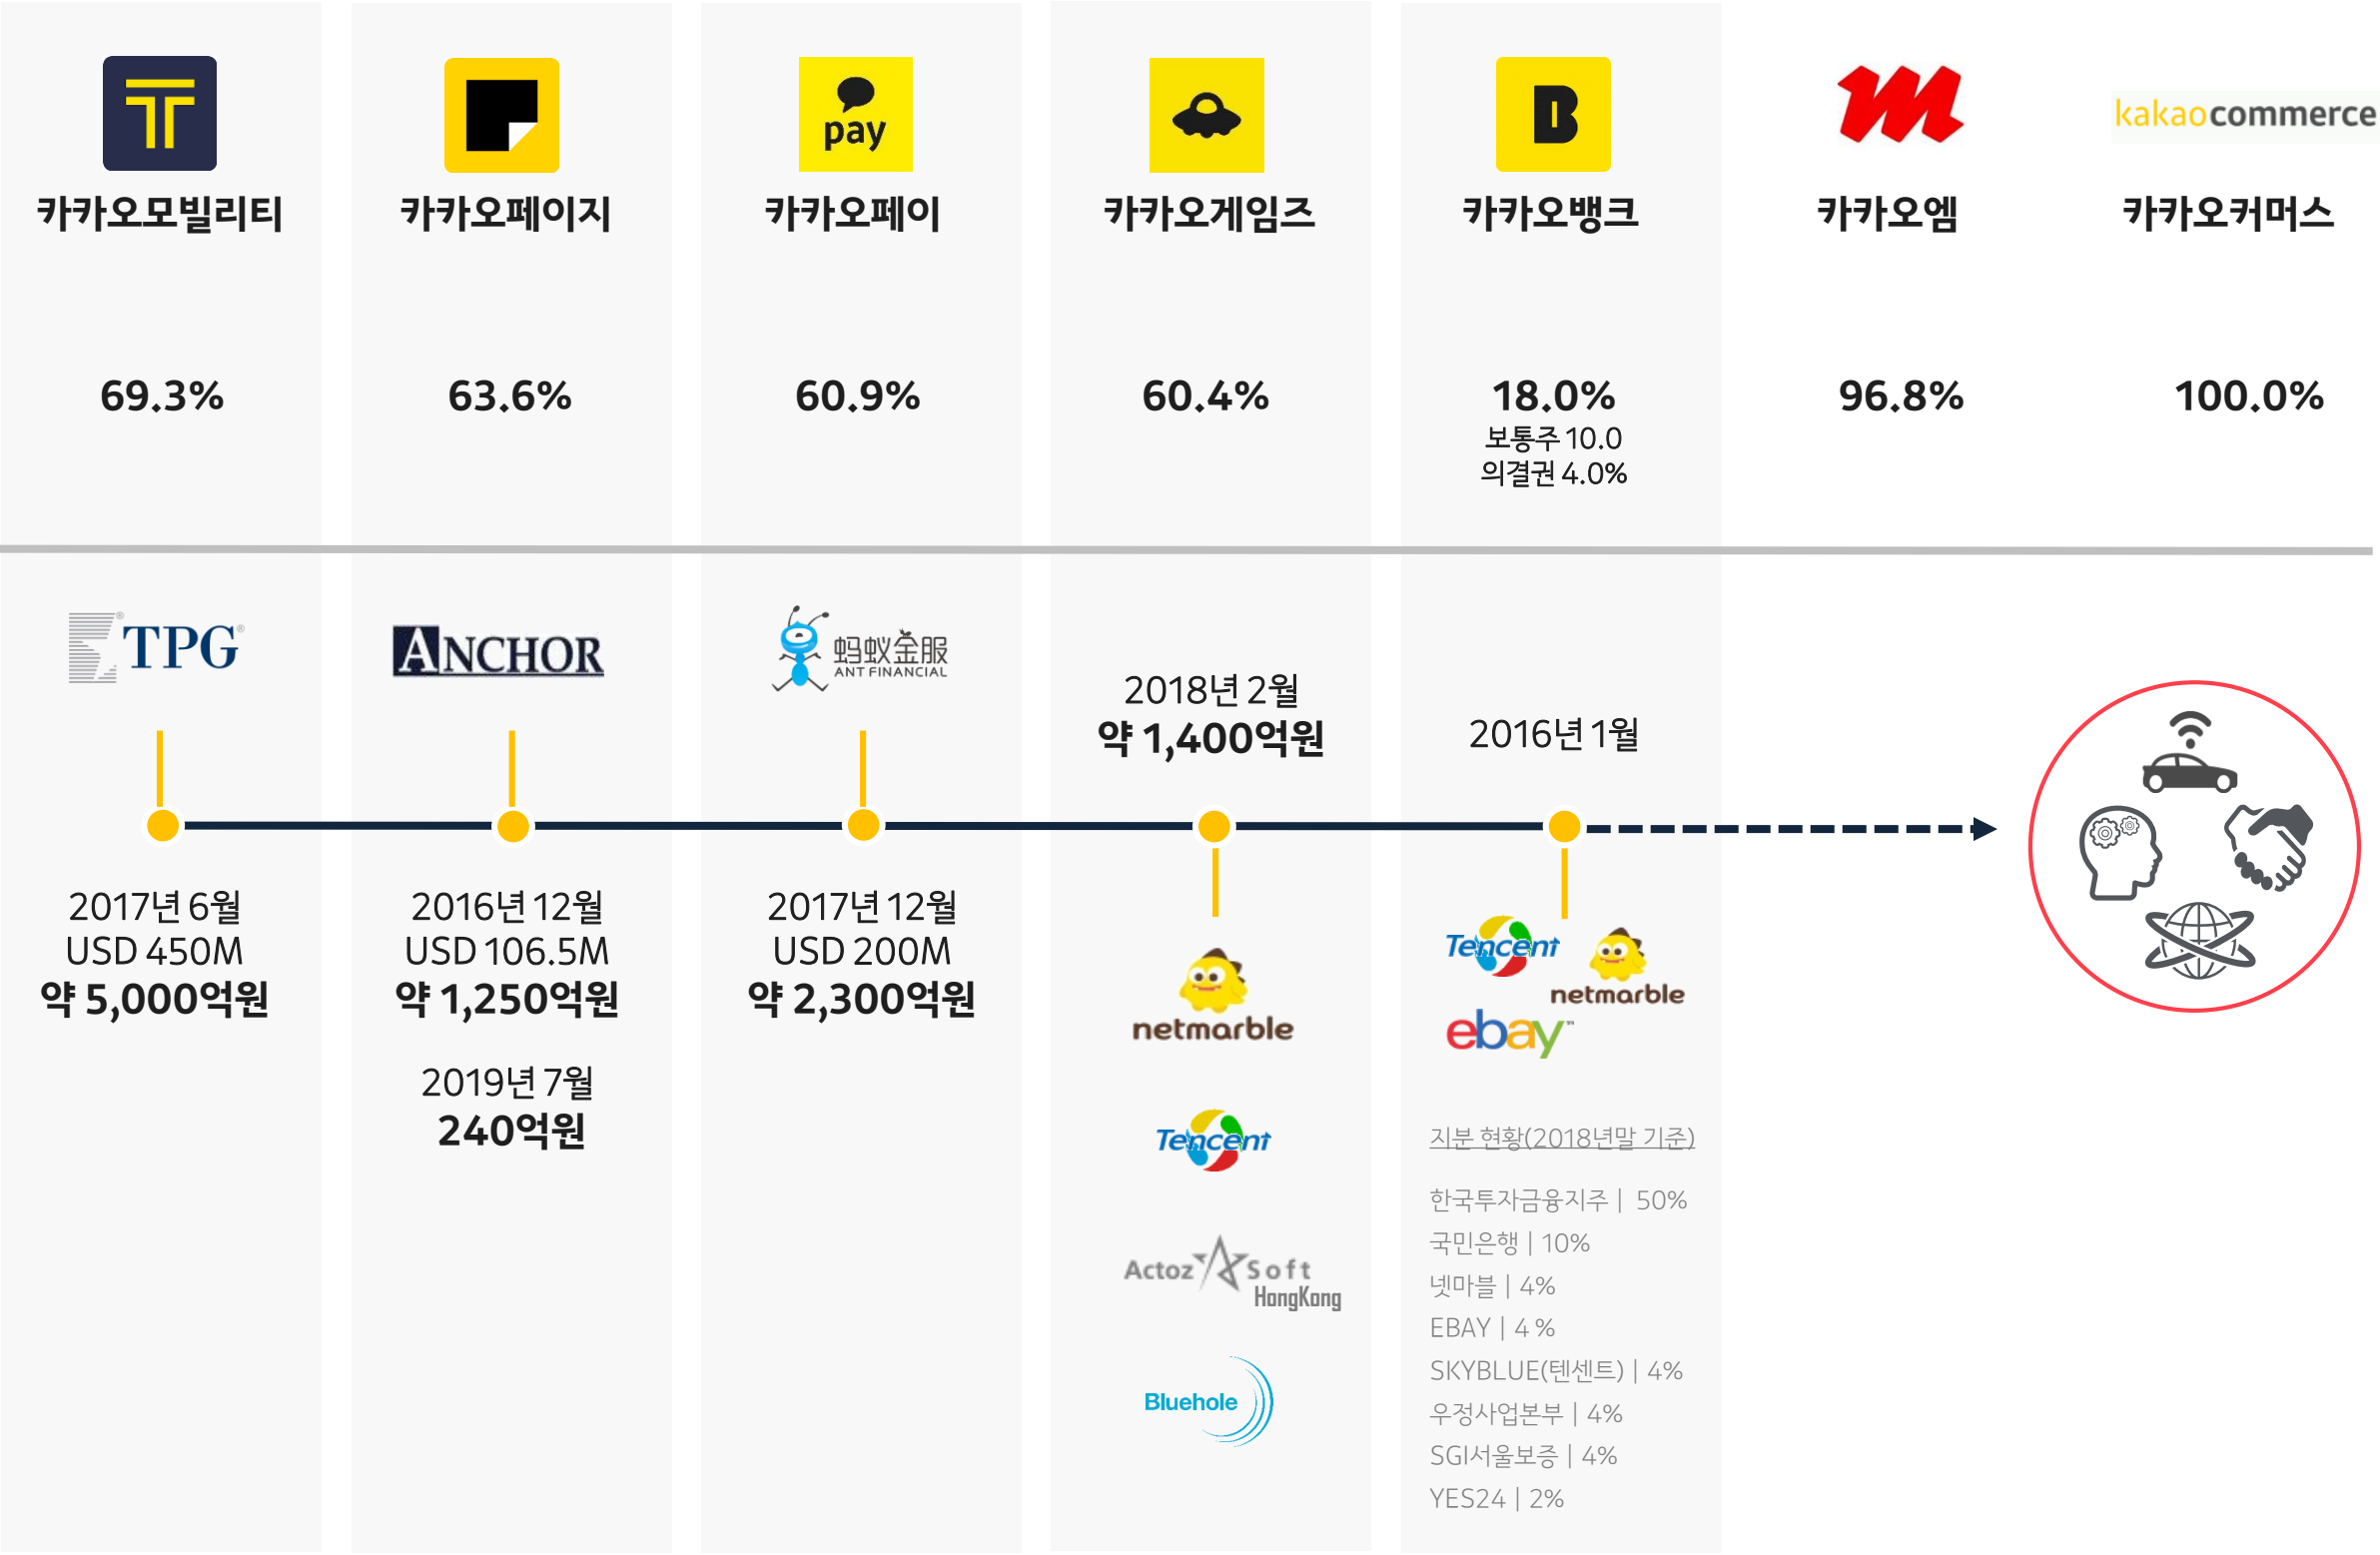 pay
B
kakaocommerce
카카오모빌리티
카카오페이지
카카오페이
카카오게임즈
카카오뱅크
카카오엠
카카오커머스
69.3%
63.6%
60.9%
60.4%
18.0%
보통주 10.0
의결권 4.0%
96.8%
100.0%
TPG®
ANCHOR
蚂蚁金服
ANT FINANCIAL
2018년 2월
약 1,400억원
2016년 1월
2017년 6월
USD 450M
약 5,000억원
2016년 12월
USD 106.5M
약 1,250억원
2019년 7월
240억원
2017년 12월
USD 200M
약 2,300억원
netmarble
Tencent
Actoz Soft
HongKong
Bluehole
Tencent
netmarble
ebay™
지분 현황(2018년말 기준)
한국투자금융지주 | 50%
국민은행 | 10%
넷마블 | 4%
EBAY | 4 %
SKYBLUE(텐센트) | 4%
우정사업본부 | 4%
SGI서울보증 | 4%
YES24 | 2%